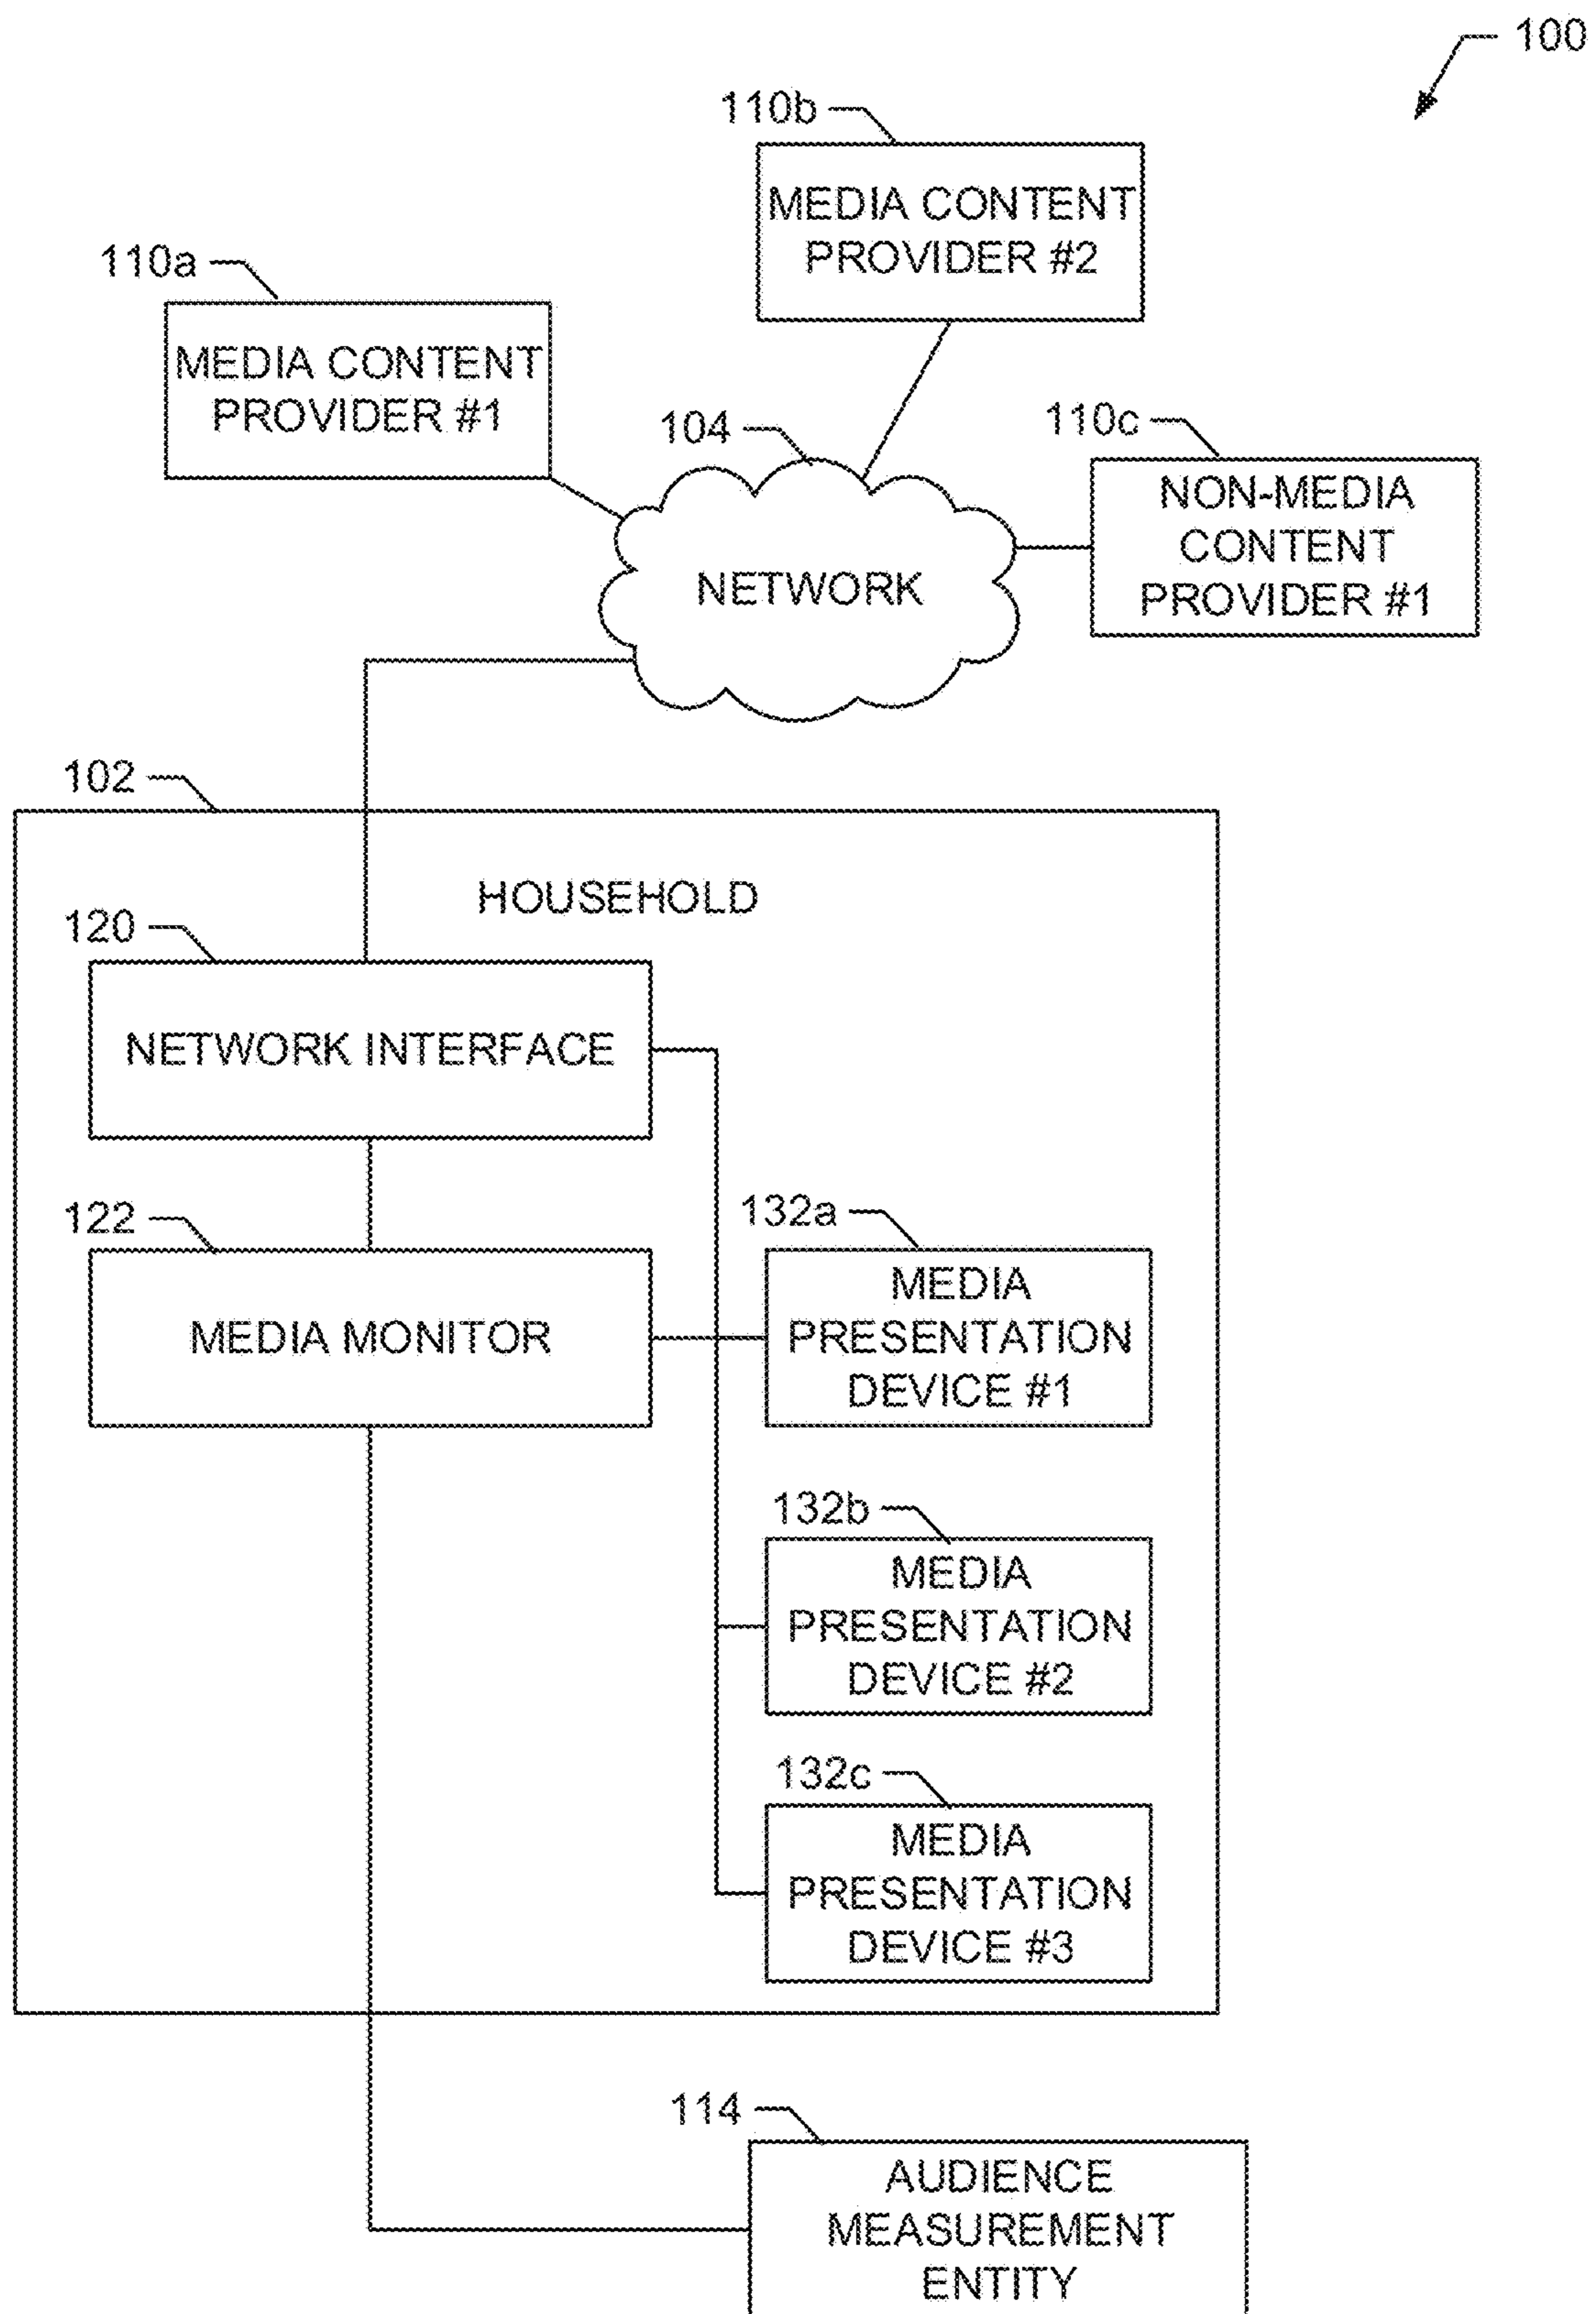 100
110b
MEDIA CONTENT
PROVIDER #2
110a
MEDIA CONTENT
PROVIDER #1
104
NETWORK
110c
NON-MEDIA
CONTENT
PROVIDER #1
102
HOUSEHOLD
120
NETWORK INTERFACE
122
MEDIA MONITOR
132a
MEDIA
PRESENTATION
DEVICE #1
132b
MEDIA
PRESENTATION
DEVICE #2
132c
MEDIA
PRESENTATION
DEVICE #3
114
AUDIENCE
MEASUREMENT
ENTITY